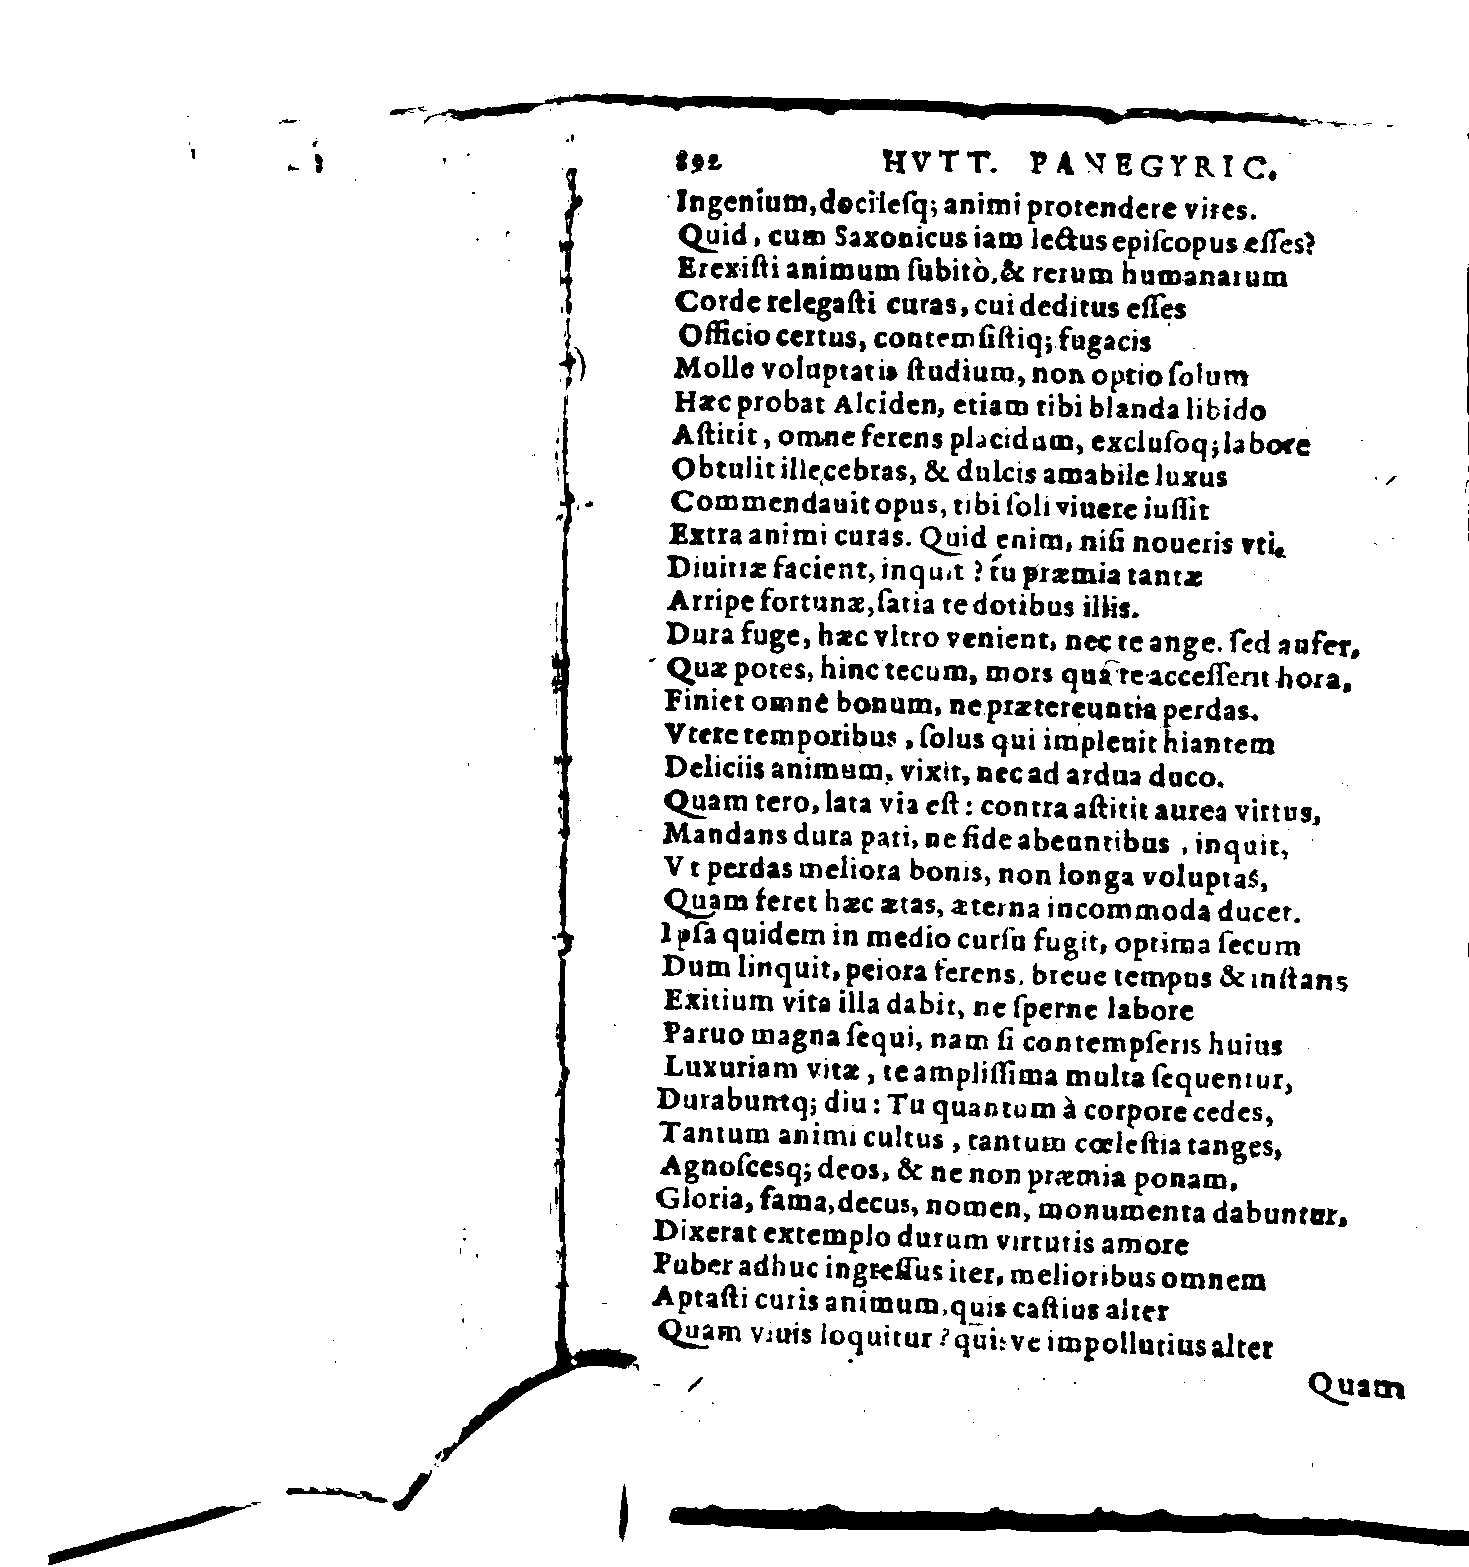 892 HVTT. PANEGYRIC.
Ingenium, docileſq; animi protendere vires.
Quid, cum Saxonicus iam lectus epiſcopus eſſes?
Erexiſti animum ſubitò, & rerum humanarum
Corde relegaſti curas, cui deditus eſſes
Officio certus, contemſiſtiq; fugacis
Molle voluptatis ſtudium, non optio ſolum
Hæc probat Alciden, etiam tibi blanda libido
Aſtitit, omne ferens placidum, excluſoq; labore
Obtulit illecebras, & dulcis amabile luxus
Commendauit opus, tibi ſoli viuere iuſſit
Extra animi curas. Quid enim, niſi noueris vti,
Diuitiæ facient, inquit? tu præmia tantæ
Arripe fortunæ, ſatia te dotibus illis.
Dura fuge, hæc vltro venient, nec te ange. ſed aufer,
Quæ potes, hinc tecum, mors qua te acceſſerit hora,
Finiet omne bonum, ne prætereuntia perdas.
Vtere temporibus, ſolus qui impleuit hiantem
Deliciis animum, vixit, nec ad ardua duco.
Quam tero, lata via eſt: contra aſtitit aurea virtus,
Mandans dura pati, ne fide abeuntibus, inquit,
Vt perdas meliora bonis, non longa voluptas,
Quam feret hæc ætas, æterna incommoda ducet.
Ipſa quidem in medio curſu fugit, optima ſecum
Dum linquit, peiora ferens. breue tempus & inſtans
Exitium vita illa dabit, ne ſperne labore
Paruo magna ſequi, nam ſi contempſeris huius
Luxuriam vitæ, te ampliſſima multa ſequentur,
Durabuntq; diu: Tu quantum à corpore cedes,
Tantum animi cultus, tantum cœleſtia tanges,
Agnoſcesq; deos, & ne non præmia ponam,
Gloria, fama, decus, nomen, monumenta dabuntur,
Dixerat extemplo durum virtutis amore
Puber adhuc ingreſſus iter, melioribus omnem
Aptaſti curis animum, quis caſtius alter
Quam viuis loquitur? quis ve impollutius alter
Quam